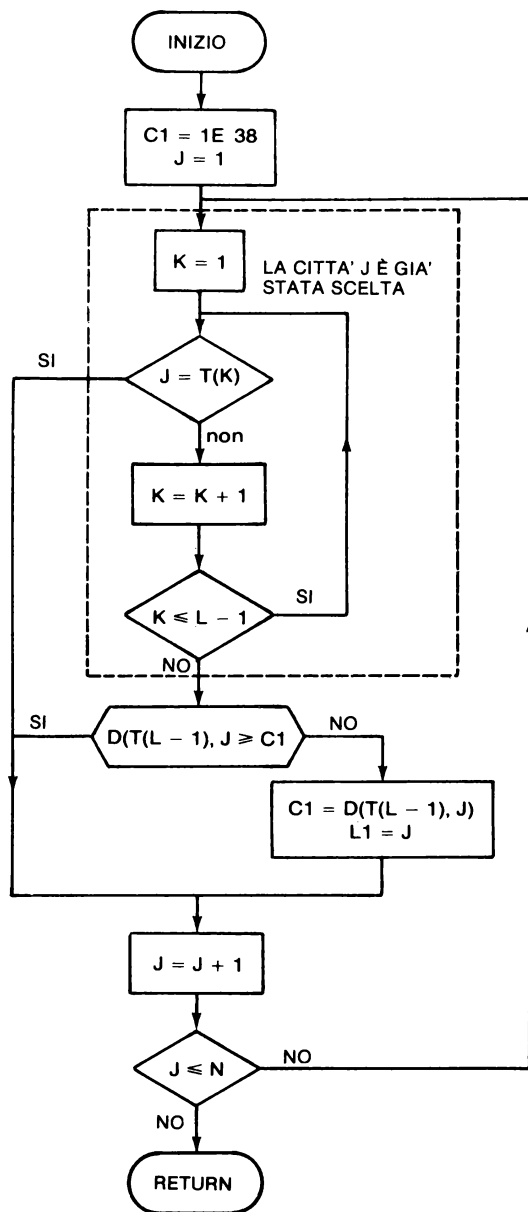 INIZIO
C1 = 1E 38
J = 1
K = 1
LA CITTA' J È GIA'
STATA SCELTA
SI
J = T(K)
non
K = K + 1
K ≤ L − 1
SI
NO
SI
D(T(L − 1), J ≥ C1
NO
C1 = D(T(L − 1), J)
L1 = J
J = J + 1
J ≤ N
NO
NO
RETURN